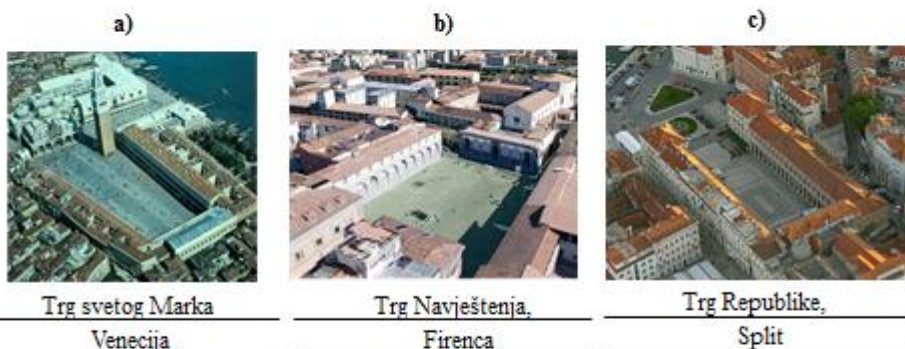 a)
b)
c)
Trg svetog Marka
Venecija
Trg Navještenja,
Firenca
Trg Republike,
Split